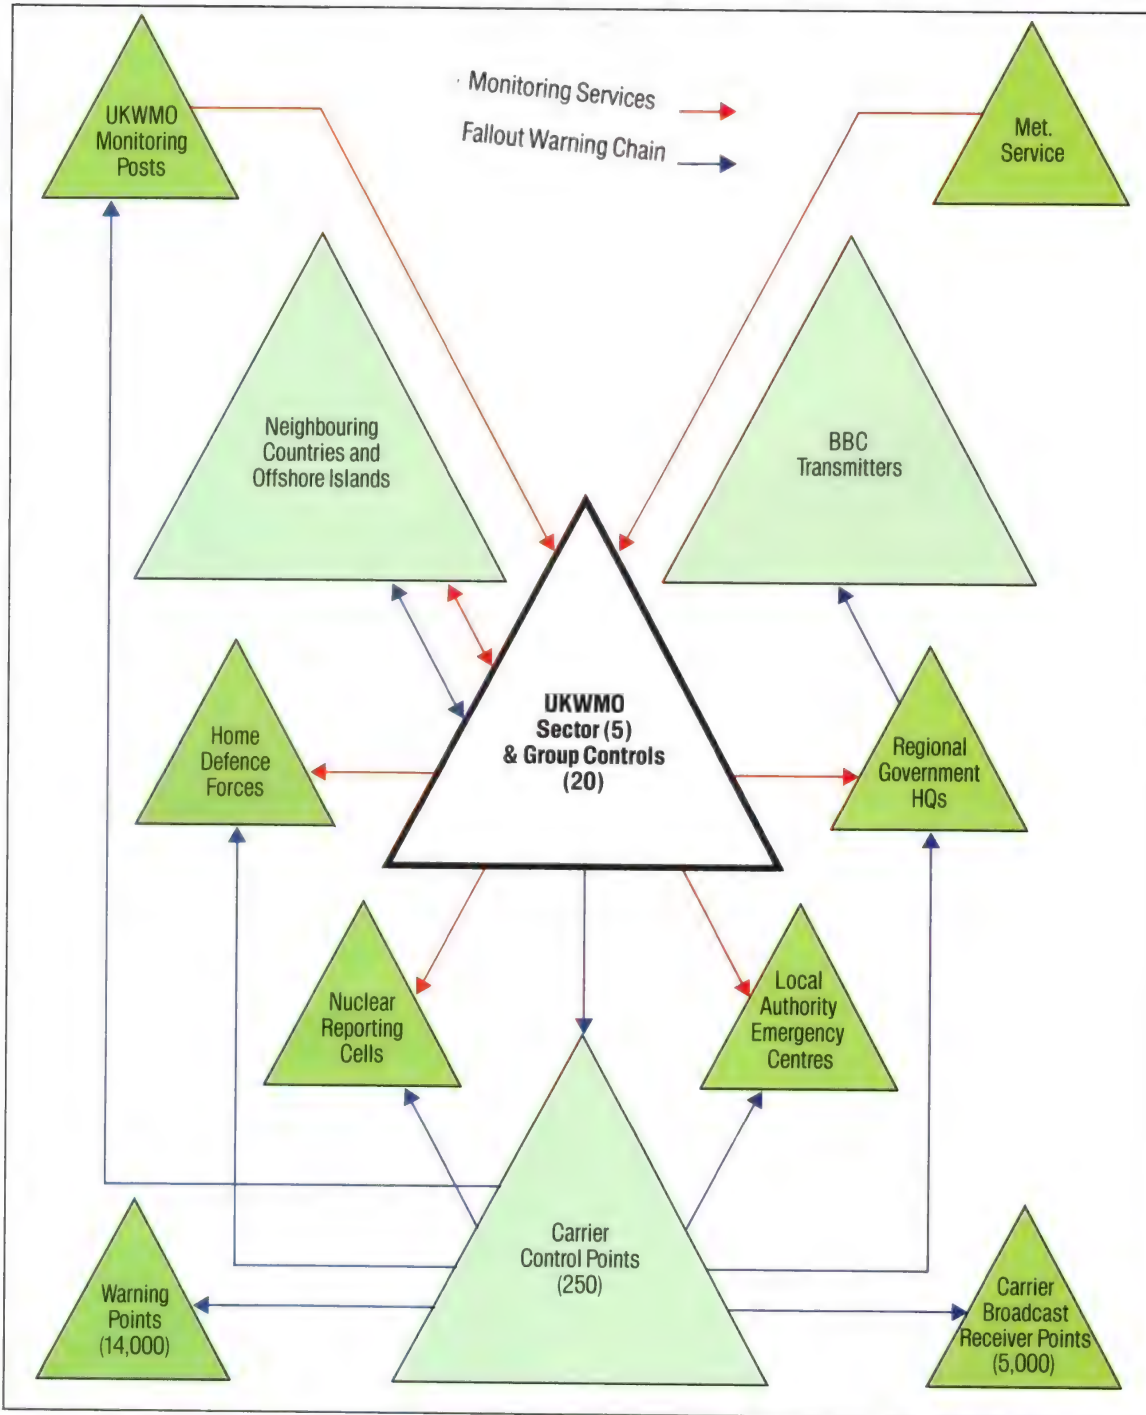 UKWMO
Monitoring
Posts
Monitoring Services
Fallout Warning Chain
Met.
Service
Neighbouring
Countries and
Offshore Islands
BBC
Transmitters
UKWMO
Sector (5)
& Group Controls
(20)
Home
Defence
Forces
Regional
Government
HQs
Nuclear
Reporting
Cells
Local
Authority
Emergency
Centres
Carrier
Control Points
(250)
Warning
Points
(14,000)
Carrier
Broadcast
Receiver Points
(5,000)